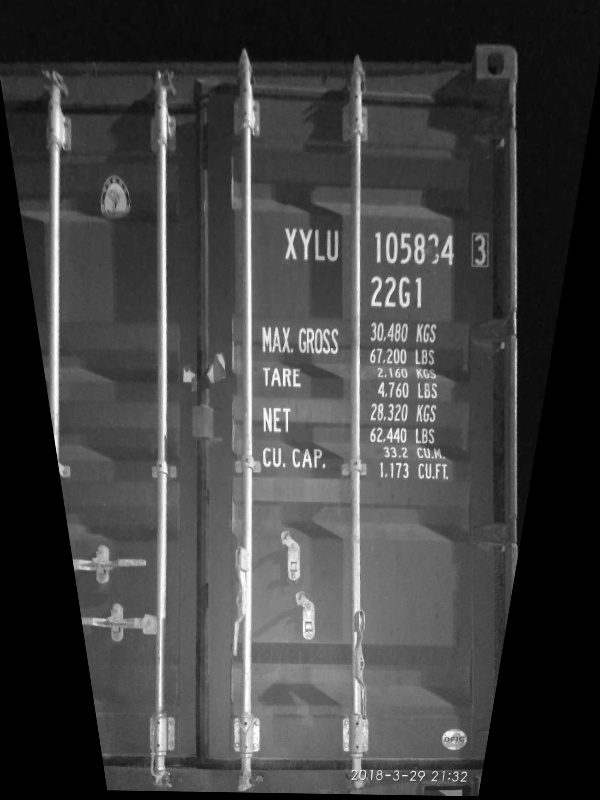 XYLU 105834 3
22G1
MAX. GROSS 30,480 KGS
67,200 LBS
TARE 2,160 KGS
4,760 LBS
NET 28,320 KGS
62,440 LBS
CU. CAP. 33.2 CU.M.
1,173 CU.FT.
DFIC
2018-3-29 21:32